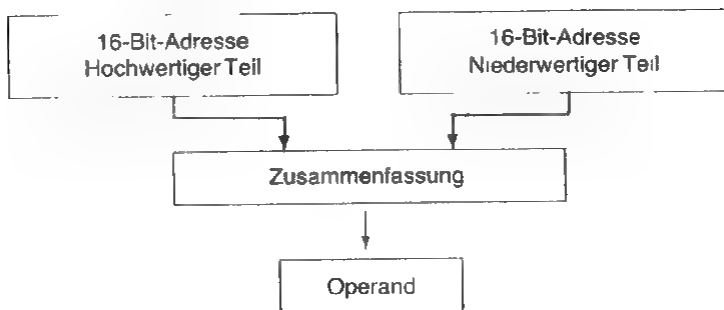 16-Bit-Adresse
Hochwertiger Teil
16-Bit-Adresse
Niederwertiger Teil
Zusammenfassung
Operand